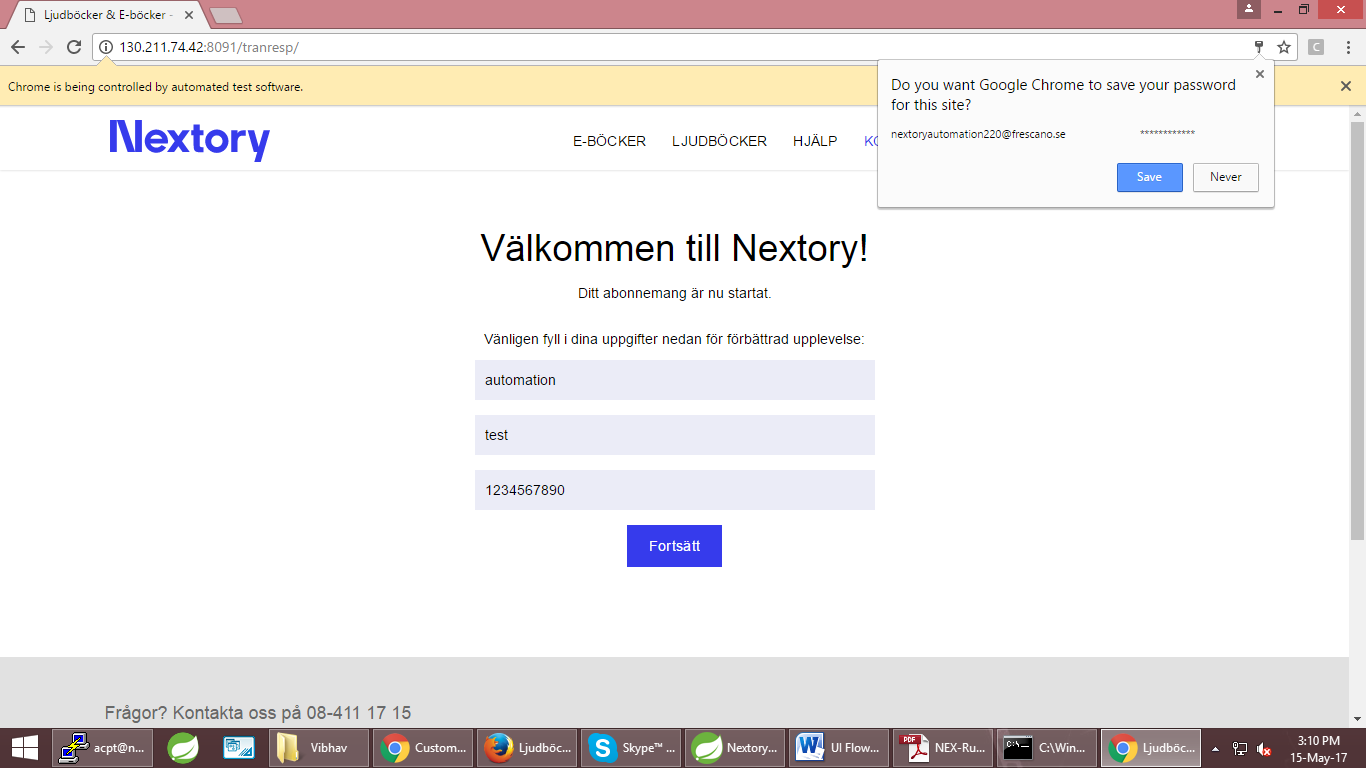 Ljudböcker & E-böcker -
130.211.74.42:8091/tranresp/
C
Chrome is being controlled by automated test software.
Do you want Google Chrome to save your password
for this site?
nextoryautomation220@frescano.se ************
Save Never
Nextory
E-BÖCKER LJUDBÖCKER HJÄLP
Välkommen till Nextory!
Ditt abonnemang är nu startat.
Vänligen fyll i dina uppgifter nedan för förbättrad upplevelse:
automation
test
1234567890
Fortsätt
Frågor? Kontakta oss på 08-411 17 15
acpt@n... Vibhav Custom... Ljudböc... Skype™ ... Nextory... UI Flow... NEX-Ru... C:\Win... Ljudböc... 3:10 PM
15-May-17